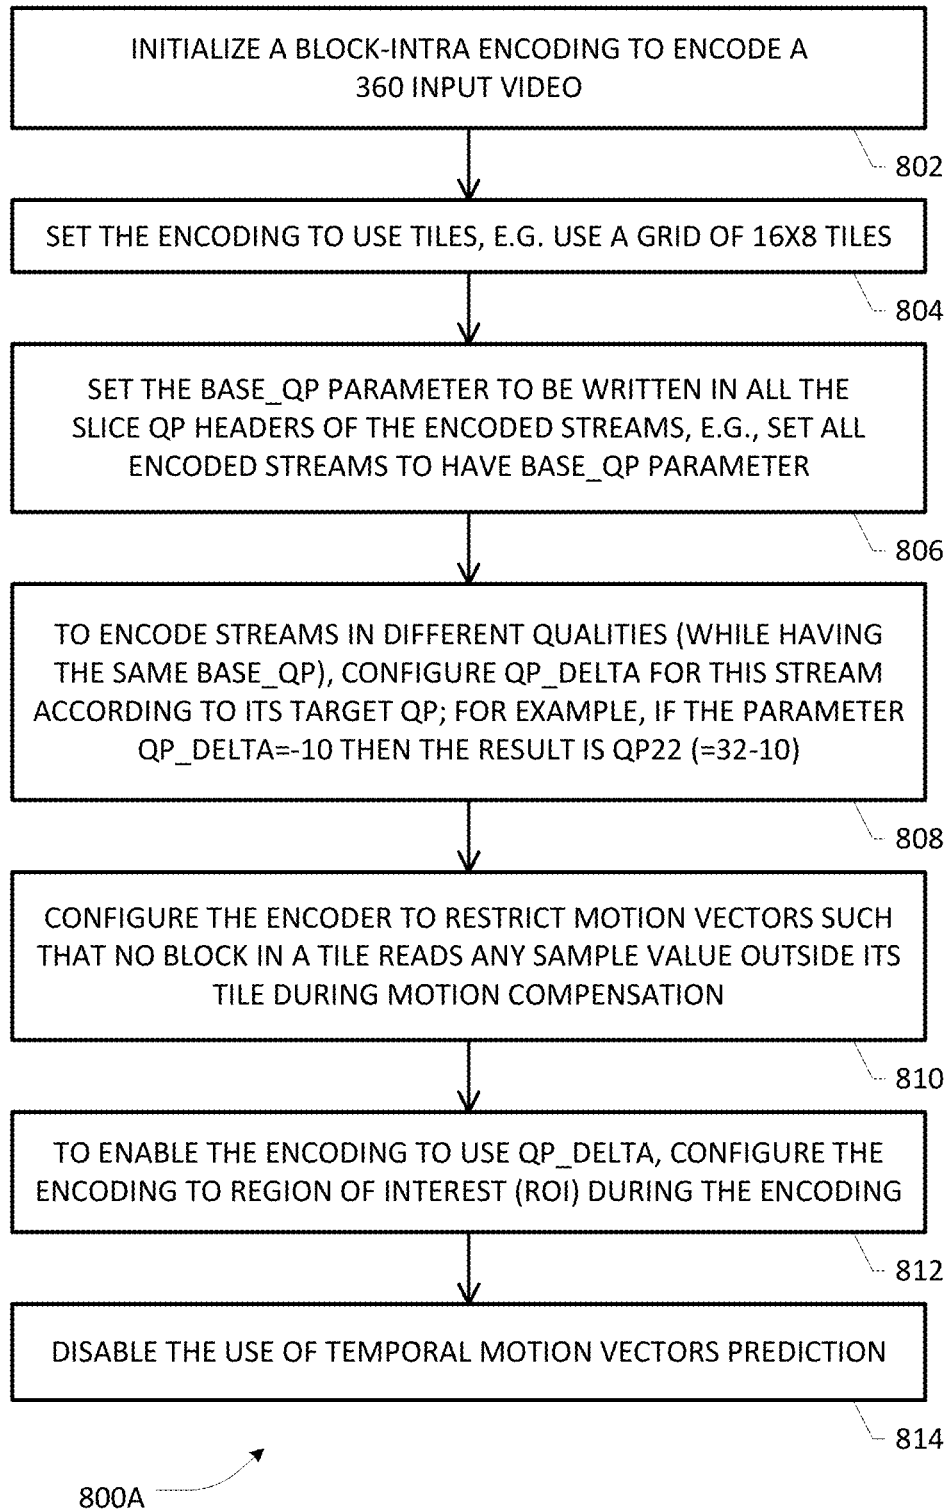 INITIALIZE A BLOCK-INTRA ENCODING TO ENCODE A
360 INPUT VIDEO
802
SET THE ENCODING TO USE TILES, E.G. USE A GRID OF 16X8 TILES
804
SET THE BASE_QP PARAMETER TO BE WRITTEN IN ALL THE
SLICE QP HEADERS OF THE ENCODED STREAMS, E.G., SET ALL
ENCODED STREAMS TO HAVE BASE_QP PARAMETER
806
TO ENCODE STREAMS IN DIFFERENT QUALITIES (WHILE HAVING
THE SAME BASE_QP), CONFIGURE QP_DELTA FOR THIS STREAM
ACCORDING TO ITS TARGET QP; FOR EXAMPLE, IF THE PARAMETER
QP_DELTA=-10 THEN THE RESULT IS QP22 (=32-10)
808
CONFIGURE THE ENCODER TO RESTRICT MOTION VECTORS SUCH
THAT NO BLOCK IN A TILE READS ANY SAMPLE VALUE OUTSIDE ITS
TILE DURING MOTION COMPENSATION
810
TO ENABLE THE ENCODING TO USE QP_DELTA, CONFIGURE THE
ENCODING TO REGION OF INTEREST (ROI) DURING THE ENCODING
812
DISABLE THE USE OF TEMPORAL MOTION VECTORS PREDICTION
814
800A